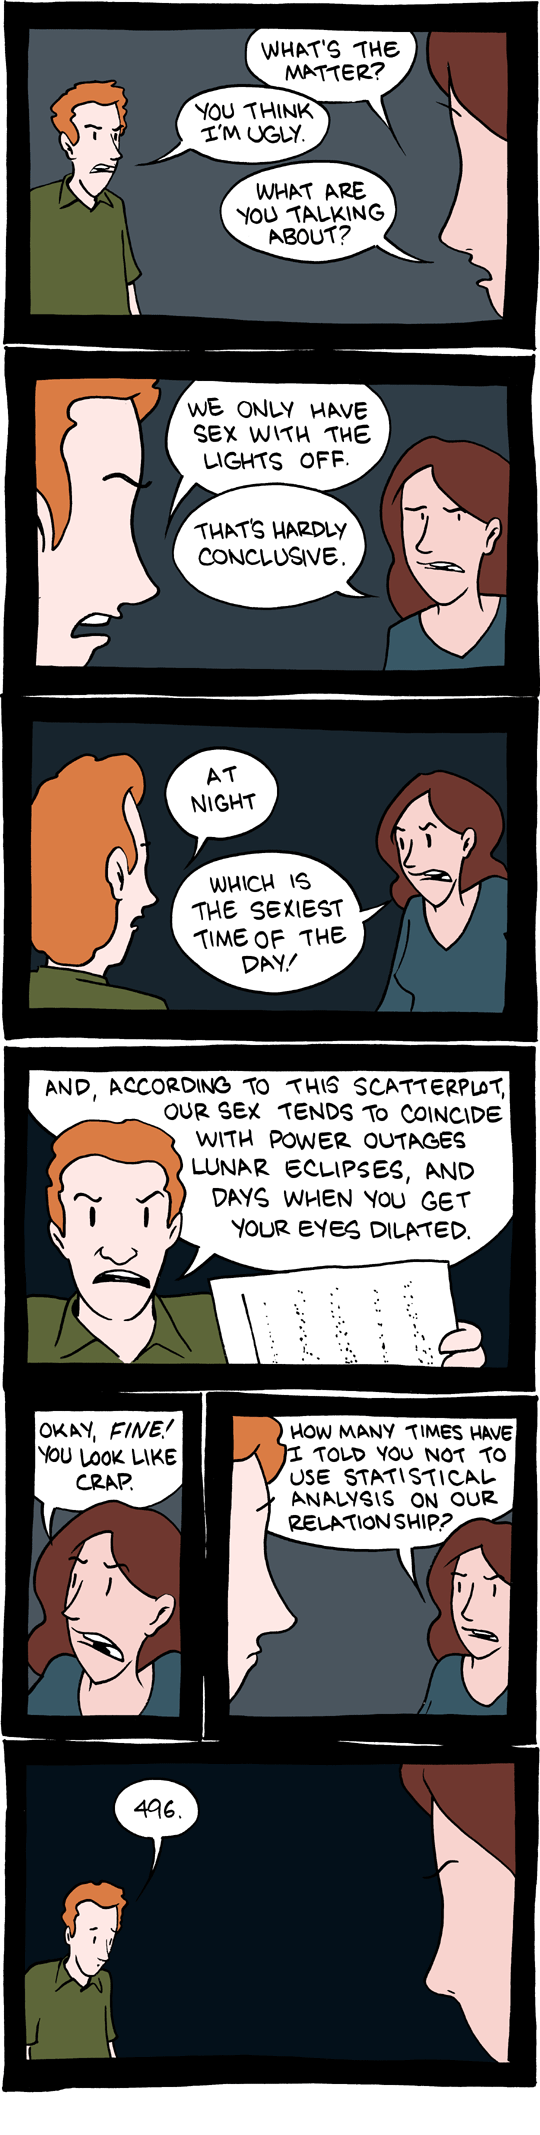 WHAT'S THE
MATTER?
YOU THINK
I'M UGLY.
WHAT ARE
YOU TALKING
ABOUT?
WE ONLY HAVE
SEX WITH THE
LIGHTS OFF.
THAT'S HARDLY
CONCLUSIVE.
AT
NIGHT
WHICH IS
THE SEXIEST
TIME OF THE
DAY!
AND, ACCORDING TO THIS SCATTERPLOT,
OUR SEX TENDS TO COINCIDE
WITH POWER OUTAGES
LUNAR ECLIPSES, AND
DAYS WHEN YOU GET
YOUR EYES DILATED.
OKAY, FINE!
YOU LOOK LIKE
CRAP.
HOW MANY TIMES HAVE
I TOLD YOU NOT TO
USE STATISTICAL
ANALYSIS ON OUR
RELATIONSHIP?
496.